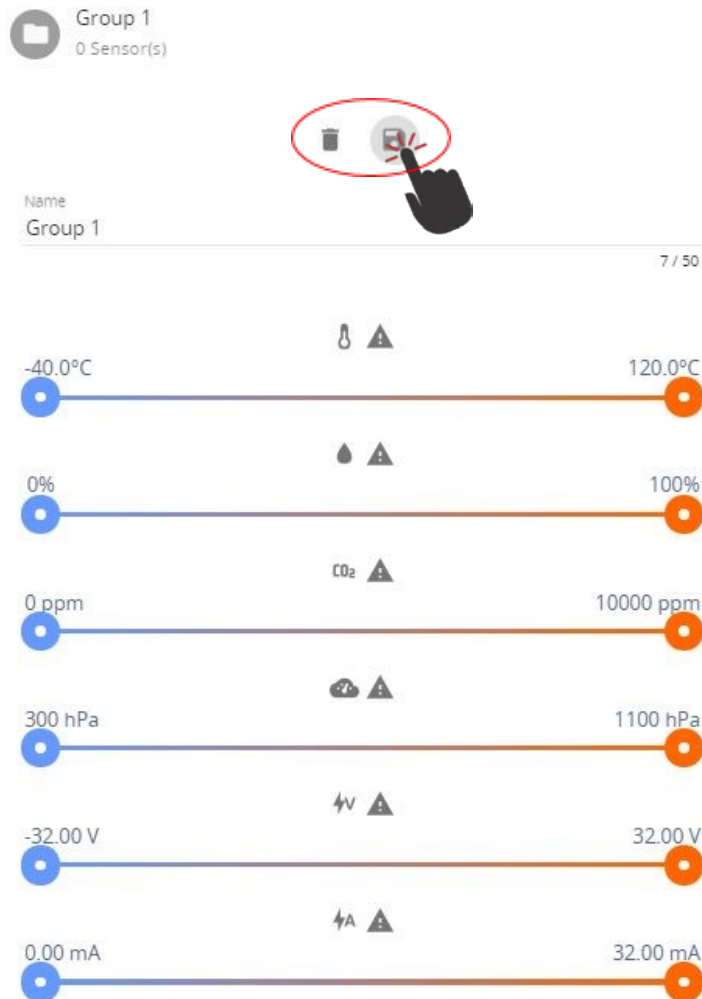 Group 1
0 Sensor(s)
Name
Group 1
7 / 50
-40.0°C 120.0°C
0% 100%
CO₂
0 ppm 10000 ppm
300 hPa 1100 hPa
V
-32.00 V 32.00 V
A
0.00 mA 32.00 mA